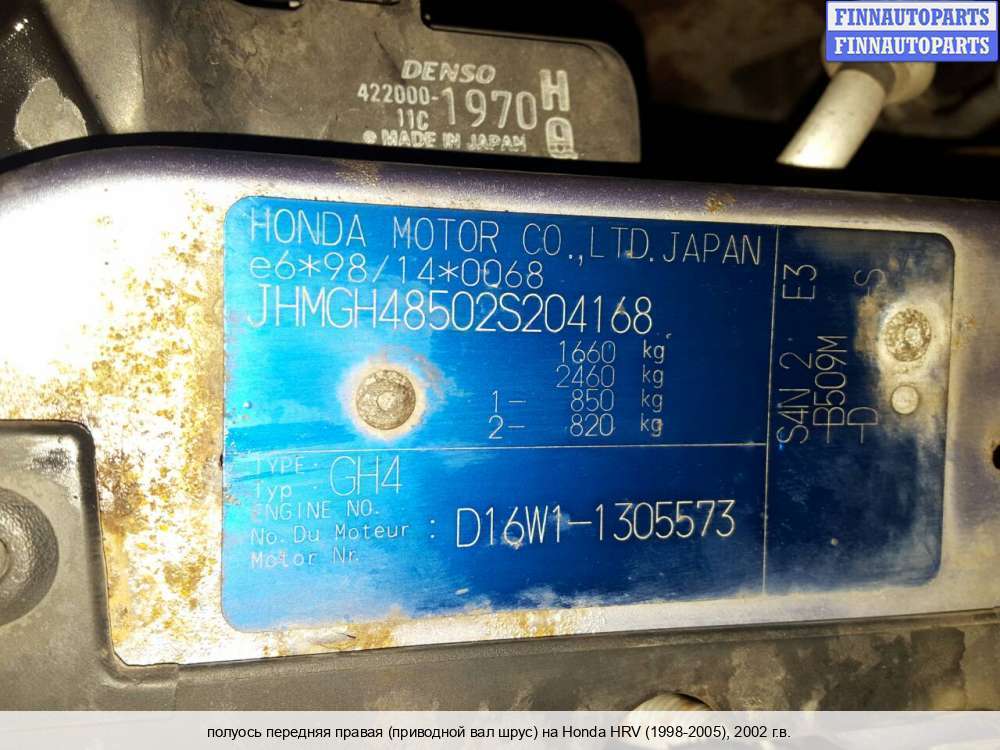 FINNAUTOPARTS
FINNAUTOPARTS
DENSO
422000-1970
11C
MADE IN JAPAN
H
HONDA MOTOR CO.,LTD.JAPAN
e6*98/14*0068
JHMGH48502S204168
1660 kg
2460 kg
1- 850 kg
2- 820 kg
TYPE
Typ : GH4
ENGINE NO.
No. Du Moteur : D16W1-1305573
Motor Nr.
S4N 2 E3
-B509M
-D S
полуось передняя правая (приводной вал шрус) на Honda HRV (1998-2005), 2002 г.в.